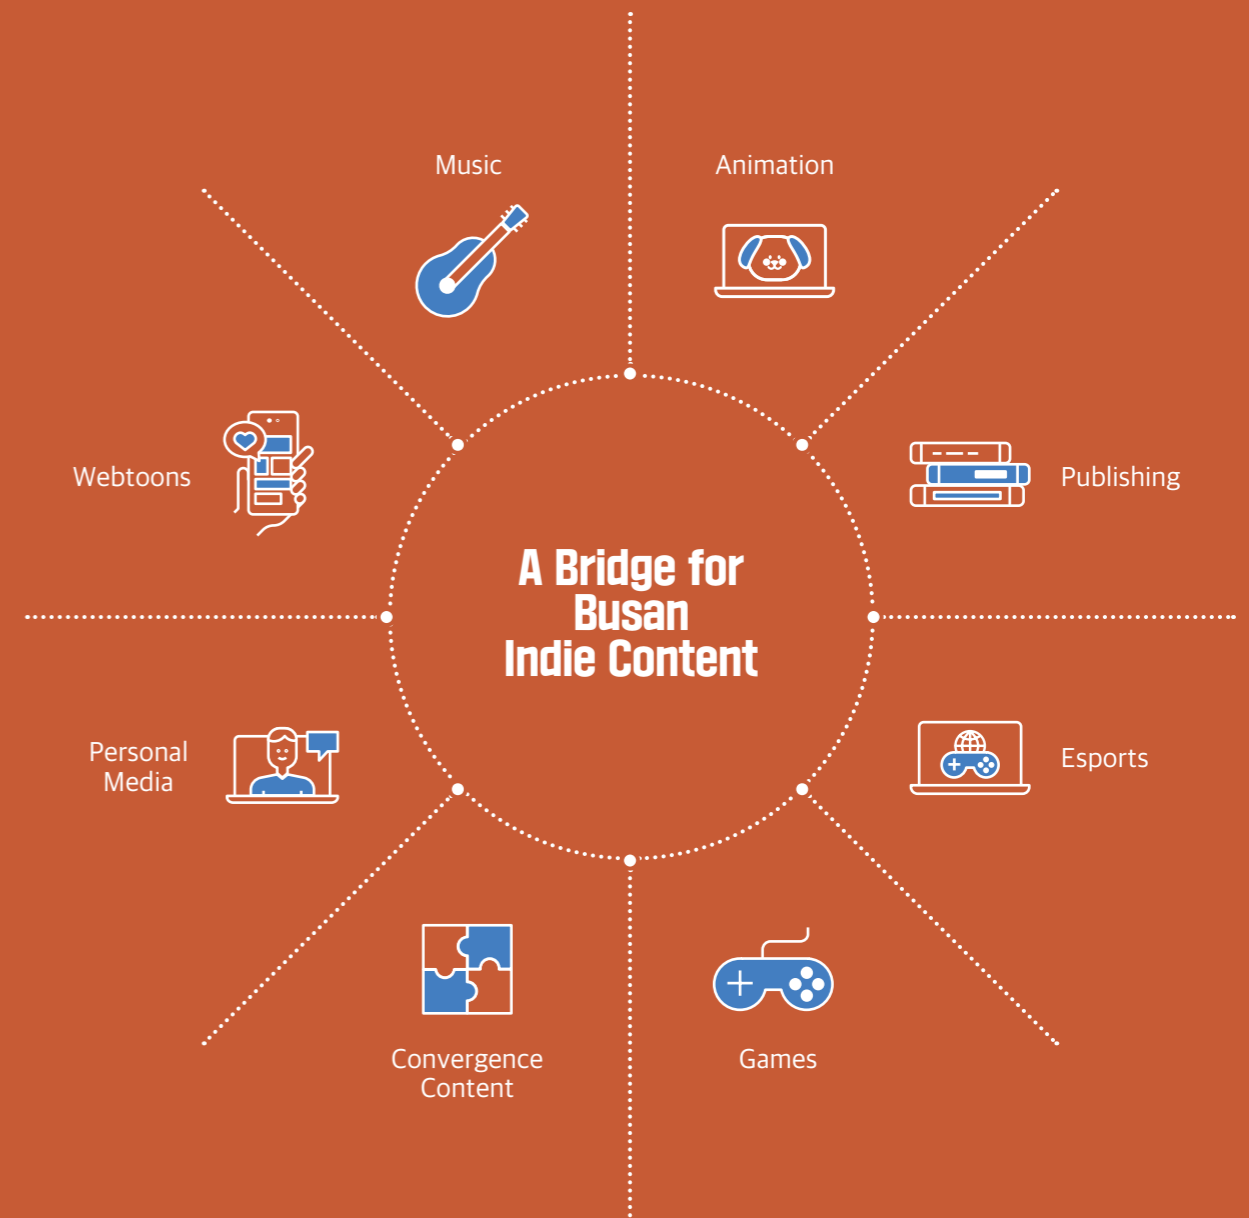 Music
Animation
Webtoons
Publishing
A Bridge for
Busan
Indie Content
Personal
Media
Esports
Convergence
Content
Games